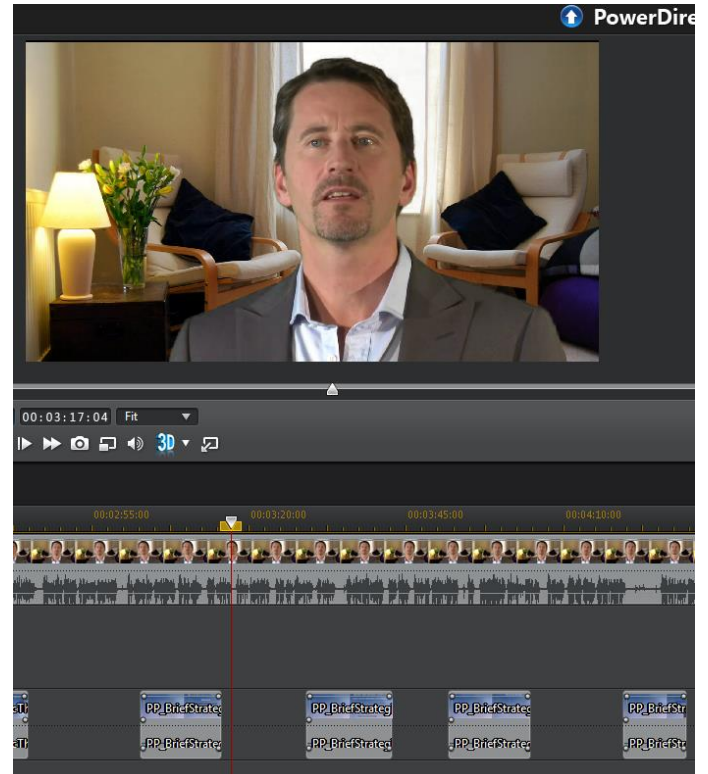 PowerDire
00:03:17:04 Fit
3D
00:02:55:00 00:03:20:00 00:03:45:00 00:04:10:00
PP_BriefStrateg PP_BriefStrateg PP_BriefStrateg PP_BriefStr
PP_BriefStrateg PP_BriefStrateg PP_BriefStrateg PP_BriefStr